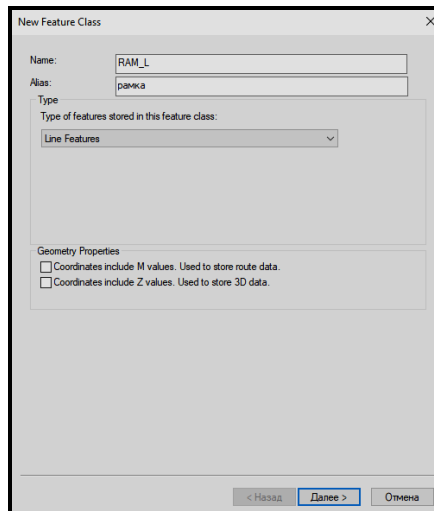 New Feature Class
Name: RAM_L
Alias: рамка
Type
Type of features stored in this feature class:
Line Features
Geometry Properties
Coordinates include M values. Used to store route data.
Coordinates include Z values. Used to store 3D data.
< Назад Далее > Отмена